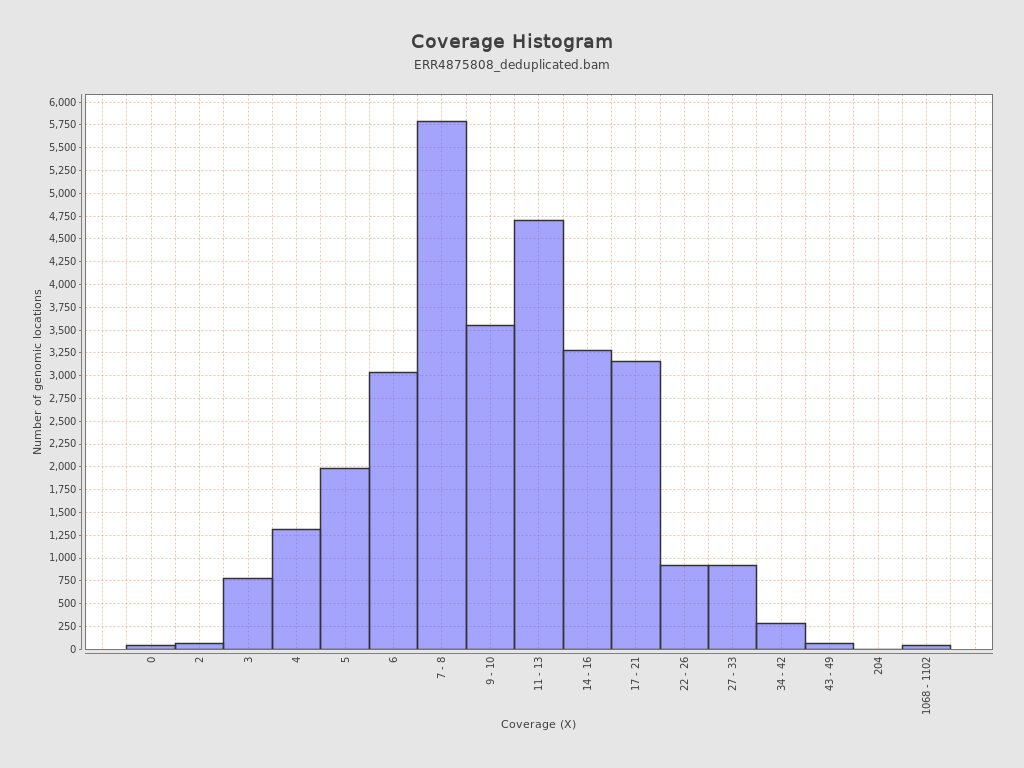 Coverage Histogram
ERR4875808_deduplicated.bam
6,000
5,750
5,500
5,250
5,000
4,750
4,500
4,250
4,000
3,750
3,500
3,250
3,000
2,750
2,500
2,250
2,000
1,750
1,500
1,250
1,000
750
500
250
0
Number of genomic locations
0
2
3
4
5
6
7 - 8
9 - 10
11 - 13
14 - 16
17 - 21
22 - 26
27 - 33
34 - 42
43 - 49
204
1068 - 1102
Coverage (X)